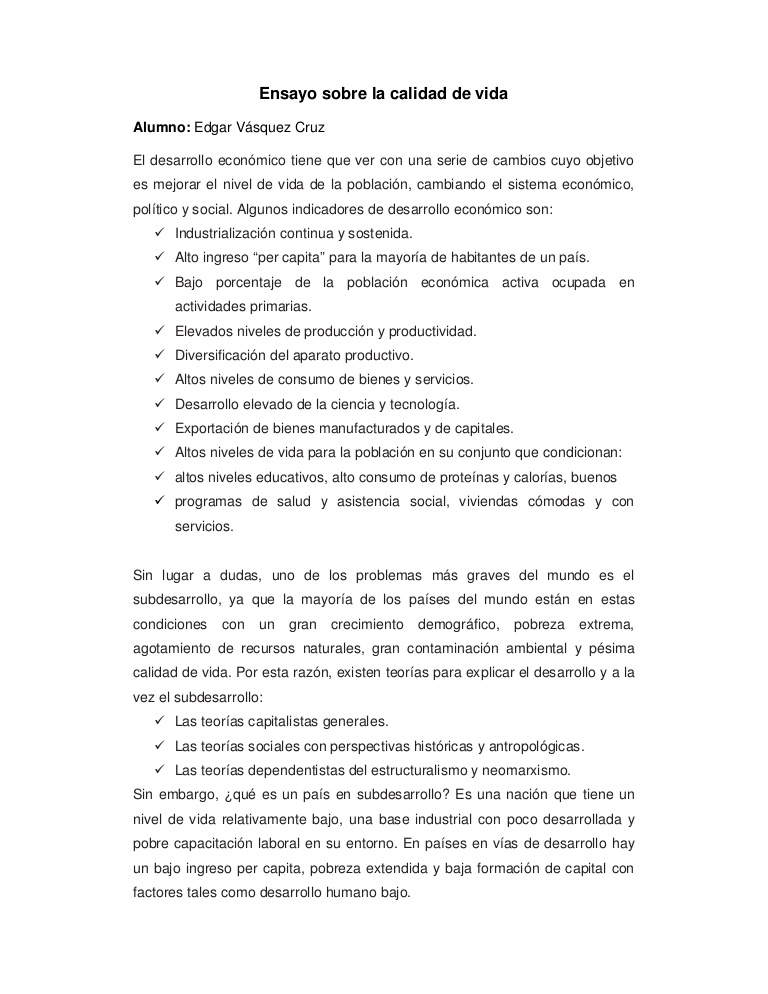 Ensayo sobre la calidad de vida
Alumno: Edgar Vásquez Cruz
El desarrollo económico tiene que ver con una serie de cambios cuyo objetivo
es mejorar el nivel de vida de la población, cambiando el sistema económico,
político y social. Algunos indicadores de desarrollo económico son:
✓ Industrialización continua y sostenida.
✓ Alto ingreso “per capita” para la mayoría de habitantes de un país.
✓ Bajo porcentaje de la población económica activa ocupada en
actividades primarias.
✓ Elevados niveles de producción y productividad.
✓ Diversificación del aparato productivo.
✓ Altos niveles de consumo de bienes y servicios.
✓ Desarrollo elevado de la ciencia y tecnología.
✓ Exportación de bienes manufacturados y de capitales.
✓ Altos niveles de vida para la población en su conjunto que condicionan:
✓ altos niveles educativos, alto consumo de proteínas y calorías, buenos
✓ programas de salud y asistencia social, viviendas cómodas y con
servicios.
Sin lugar a dudas, uno de los problemas más graves del mundo es el
subdesarrollo, ya que la mayoría de los países del mundo están en estas
condiciones con un gran crecimiento demográfico, pobreza extrema,
agotamiento de recursos naturales, gran contaminación ambiental y pésima
calidad de vida. Por esta razón, existen teorías para explicar el desarrollo y a la
vez el subdesarrollo:
✓ Las teorías capitalistas generales.
✓ Las teorías sociales con perspectivas históricas y antropológicas.
✓ Las teorías dependentistas del estructuralismo y neomarxismo.
Sin embargo, ¿qué es un país en subdesarrollo? Es una nación que tiene un
nivel de vida relativamente bajo, una base industrial con poco desarrollada y
pobre capacitación laboral en su entorno. En países en vías de desarrollo hay
un bajo ingreso per capita, pobreza extendida y baja formación de capital con
factores tales como desarrollo humano bajo.